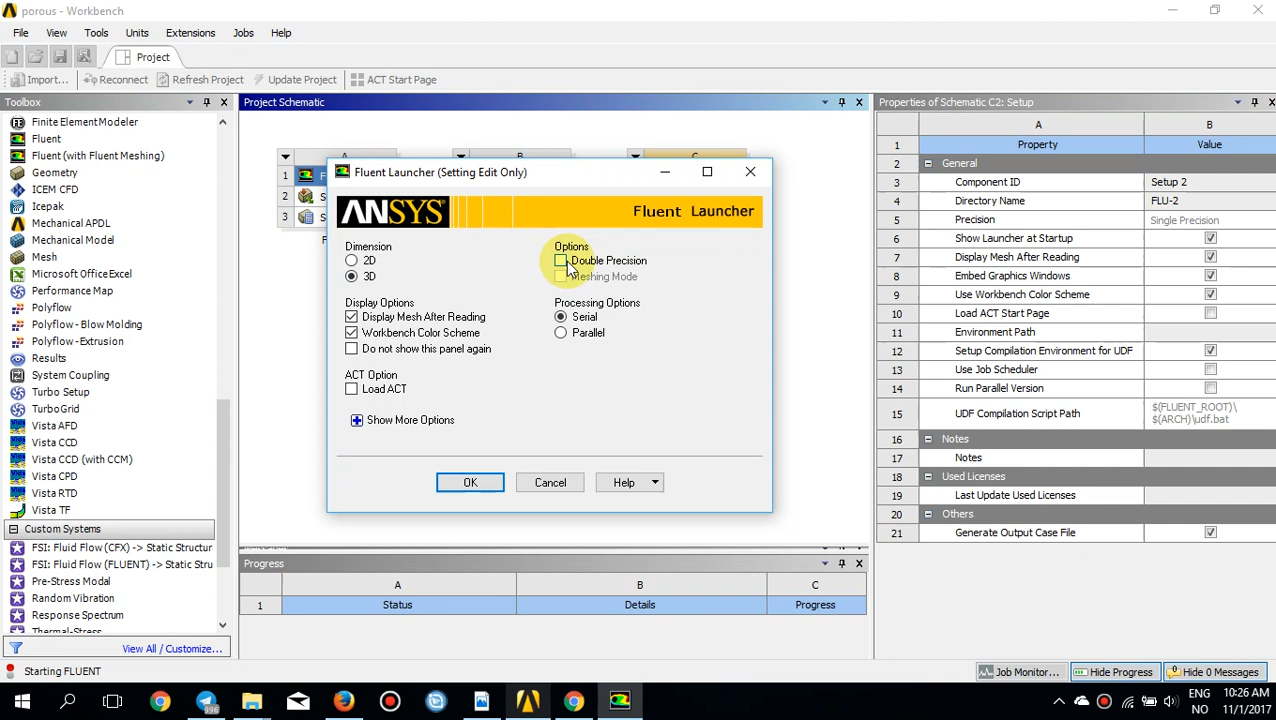 porous - Workbench
File View Tools Units Extensions Jobs Help
Project
Import... Reconnect Refresh Project Update Project ACT Start Page
Toolbox
Finite ElementModeler
Fluent
Fluent (with Fluent Meshing)
Geometry
ICEM CFD
Icepak
Mechanical APDL
Mechanical Model
Mesh
Microsoft Office Excel
Performance Map
Polyflow
Polyflow - Blow Molding
Polyflow - Extrusion
Results
System Coupling
Turbo Setup
TurboGrid
Vista AFD
Vista CCD
Vista CCD (with CCM)
Vista CPD
Vista RTD
Vista TF
Custom Systems
FSI: Fluid Flow (CFX) -> Static Structur
FSI: Fluid Flow (FLUENT) -> Static Stru
Pre-Stress Modal
Random Vibration
Response Spectrum
Thermal-Stress
View All / Customize...
Starting FLUENT
Project Schematic
1
2
3
Fluent Launcher (Setting Edit Only)
ANSYS Fluent Launcher
Dimension
2D
3D
Options
Double Precision
Meshing Mode
Display Options
Display Mesh After Reading
Workbench Color Scheme
Do not show this panel again
Processing Options
Serial
Parallel
ACT Option
Load ACT
Show More Options
OK Cancel Help
Progress
A B C
1 Status Details Progress
Properties of Schematic C2: Setup
A B
1 Property Value
2 General
3 Component ID Setup 2
4 Directory Name FLU-2
5 Precision Single Precision
6 Show Launcher at Startup
7 Display Mesh After Reading
8 Embed Graphics Windows
9 Use Workbench Color Scheme
10 Load ACT Start Page
11 Environment Path
12 Setup Compilation Environment for UDF
13 Use Job Scheduler
14 Run Parallel Version
15 UDF Compilation Script Path $(FLUENT_ROOT)\
$(ARCH)\udf.bat
16 Notes
17 Notes
18 Used Licenses
19 Last Update Used Licenses
20 Others
21 Generate Output Case File
Job Monitor... Hide Progress Hide 0 Messages
996
ENG 10:26 AM
NO 11/1/2017